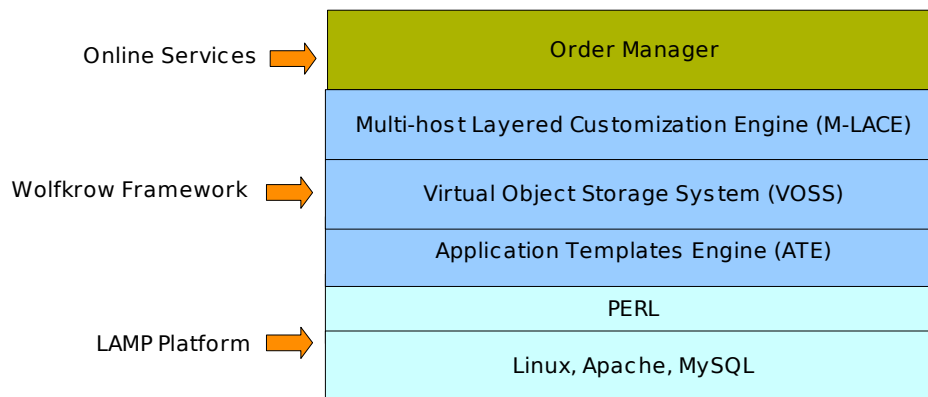 Online Services
Order Manager
Multi-host Layered Customization Engine (M-LACE)
Wolfkrow Framework
Virtual Object Storage System (VOSS)
Application Templates Engine (ATE)
PERL
LAMP Platform
Linux, Apache, MySQL